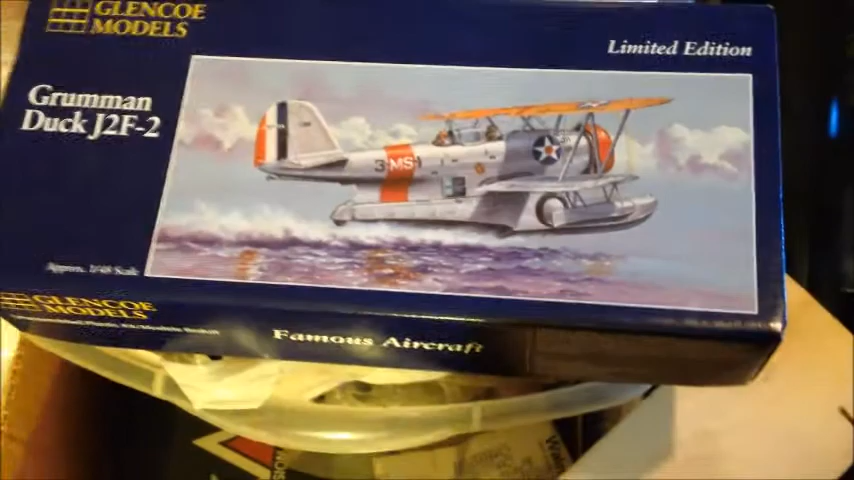 GLENCOE
MODELS
Limited Edition
Grumman
Duck J2F-2
3 MS 1
Approx. 1/48 Scale
GLENCOE MODELS
Famous Aircraft